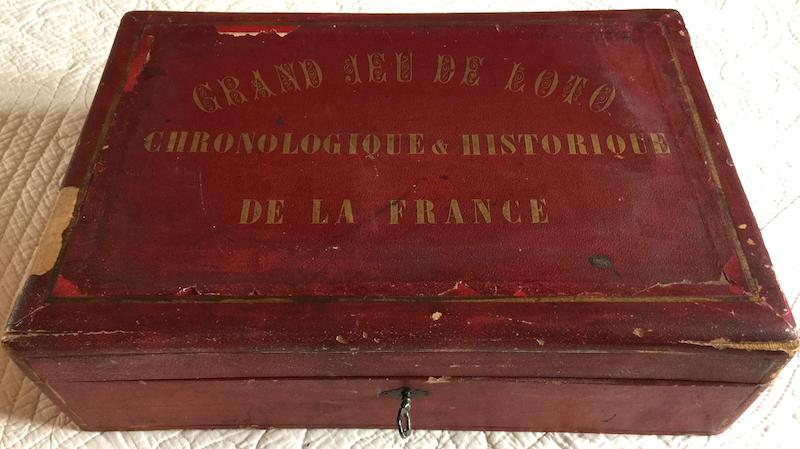 GRAND JEU DE LOTO
CHRONOLOGIQUE & HISTORIQUE
DE LA FRANCE